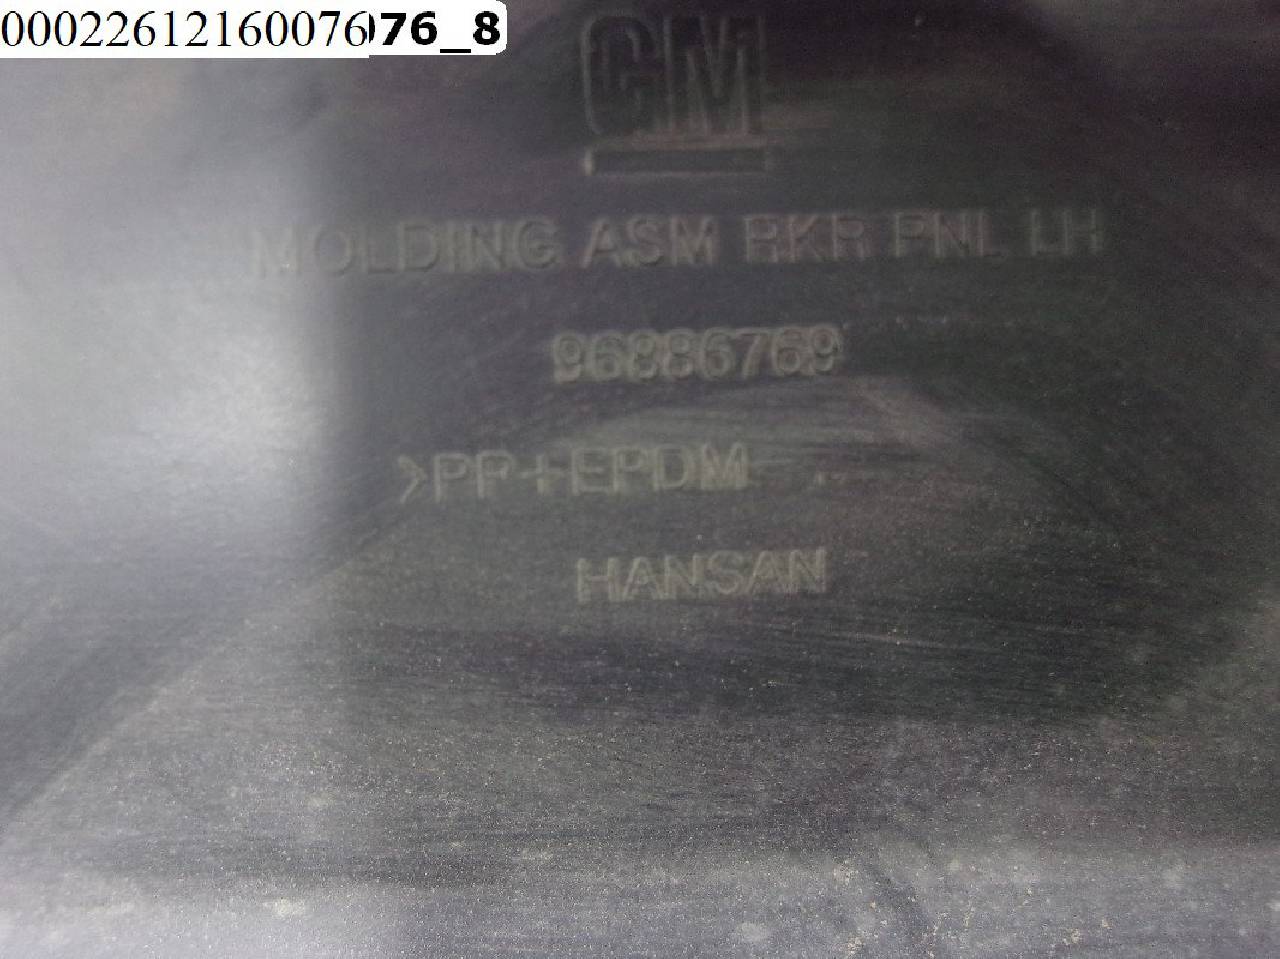 00022612160076076_8
GM
MOLDING ASM RKR PNL LH
96886769
>PP+EPDM
HANSAN